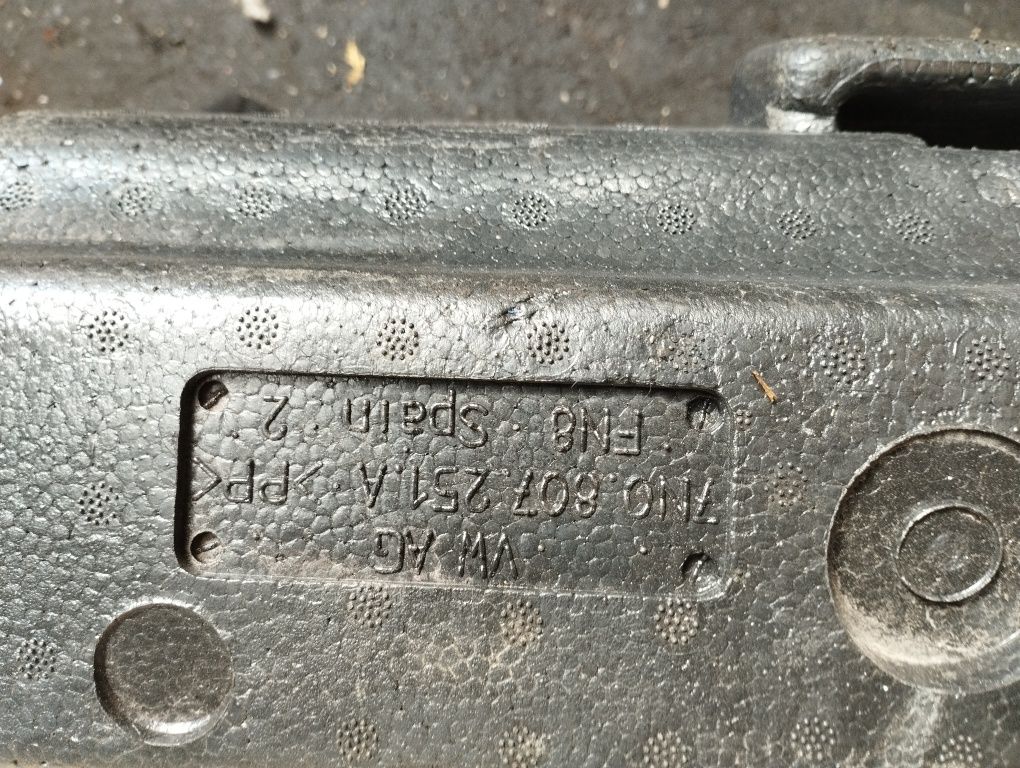 VW AG
7N0.807.251.A >PP<
FN8 Spain 2